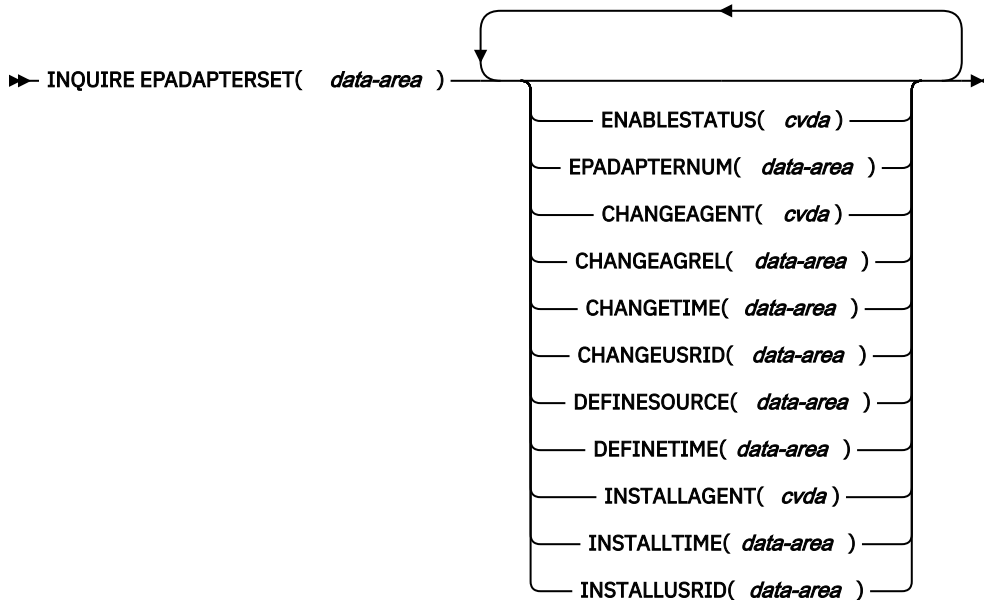 INQUIRE EPADAPTERSET( data-area )
ENABLESTATUS( cvda )
EPADAPTERNUM( data-area )
CHANGEAGENT( cvda )
CHANGEAGREL( data-area )
CHANGETIME( data-area )
CHANGEUSRID( data-area )
DEFINESOURCE( data-area )
DEFINETIME( data-area )
INSTALLAGENT( cvda )
INSTALLTIME( data-area )
INSTALLUSRID( data-area )